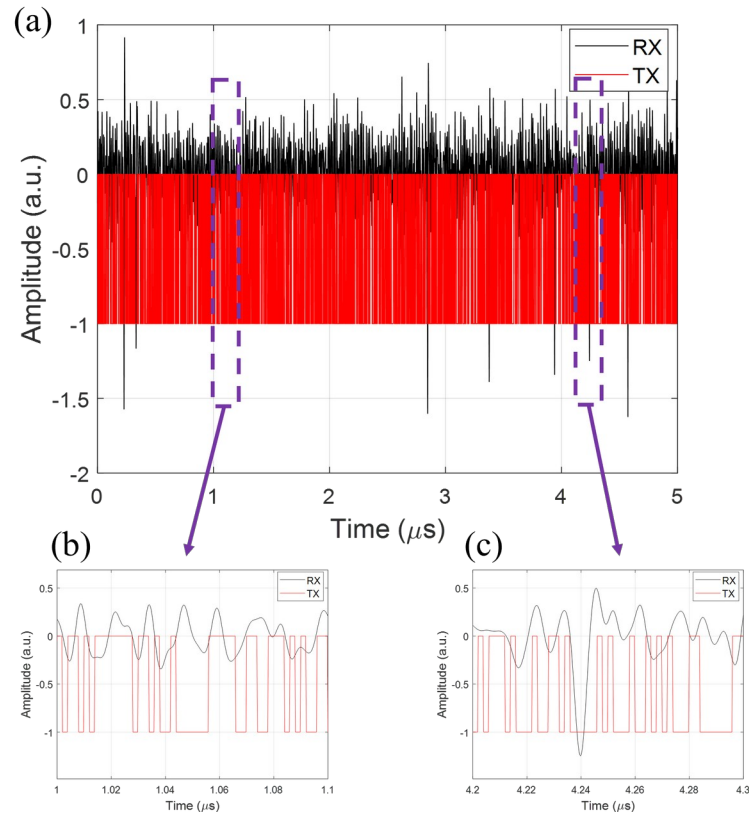 (a)
1
0.5
0
-0.5
-1
-1.5
-2
Amplitude (a.u.)
RX
TX
0 1 2 3 4 5
Time (μs)
(b)
0.5
0
-0.5
-1
Amplitude (a.u.)
RX
TX
1 1.02 1.04 1.06 1.08 1.1
Time (μs)
(c)
0.5
0
-0.5
-1
Amplitude (a.u.)
RX
TX
4.2 4.22 4.24 4.26 4.28 4.3
Time (μs)